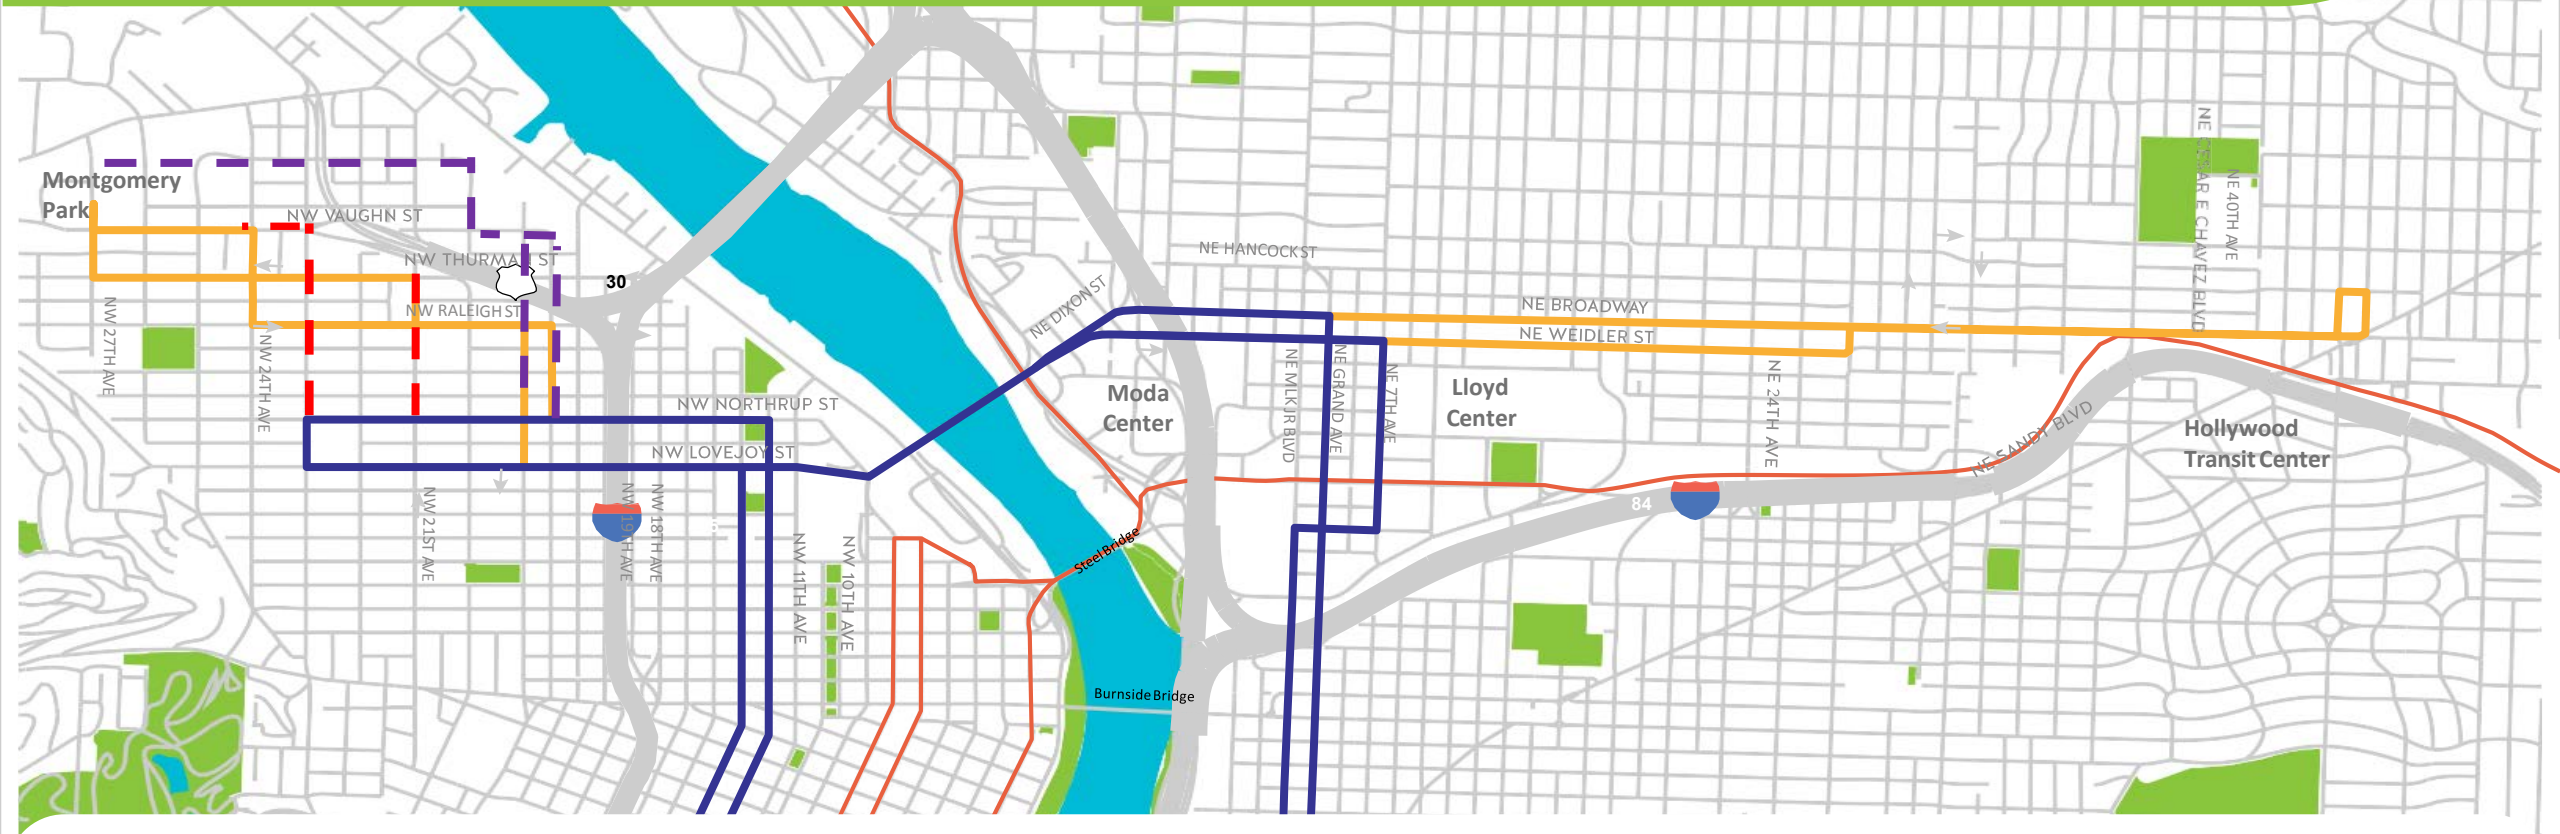 Montgomery
Park
NW VAUGHN ST
NW THURMAN ST
30
NW RALEIGH ST
NW 27TH AVE
NW 24TH AVE
NW NORTHRUP ST
NW LOVEJOY ST
NW 21ST AVE
NW 19TH AVE
NW 18TH AVE
NW 11TH AVE
NW 10TH AVE
Steel Bridge
Burnside Bridge
NE DIXON ST
NE HANCOCK ST
Moda
Center
NE MLK JR BLVD
NE GRAND AVE
NE 7TH AVE
Lloyd
Center
NE BROADWAY
NE WEIDLER ST
NE 24TH AVE
84
NE SANDY BLVD
NE CESAR E CHAVEZ BLVD
NE 40TH AVE
Hollywood
Transit Center